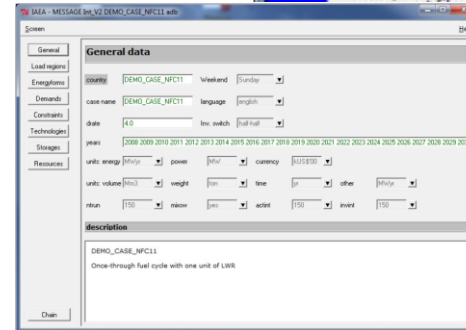 IAEA - MESSAGE Int_V2 DEMO_CASE_NFC11 adb
Screen
General
Load regions
Energyforms
Demands
Constraints
Technologies
Storages
Resources
Chain
General data
country DEMO_CASE_NFC11 Weekend Sunday
case name DEMO_CASE_NFC11 language english
drate 4.0 Inv. switch half-half
years 2008 2009 2010 2011 2012 2013 2014 2015 2016 2017 2018 2019 2020 2021 2022 2023 2024 2025 2026 2027 2028 2029
units: energy MWyr power MW currency kUS$'00
units: volume Mm3 weight ton time yr other MWyr
ntrun 150 mixow yes actint 150 invint 150
description
DEMO_CASE_NFC11
Once-through fuel cycle with one unit of LWR